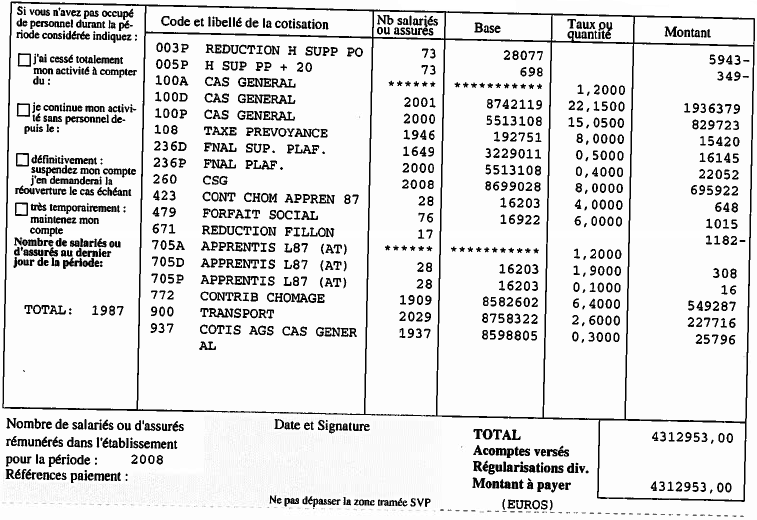 Si vous n'avez pas occupé de personnel durant la période considérée indiquez :
j'ai cessé totalement
mon activité à compter
du :
je continue mon activi-
té sans personnel de-
puis le :
définitivement :
suspendez mon compte
j'en demanderai la
réouverture le cas échéant
très temporairement :
maintenez mon
compte
Nombre de salariés ou
d'assurés au dernier
jour de la période:
TOTAL: 1987
Code et libellé de la cotisation Nb salariés ou assurés Base Taux ou quantité Montant
003P REDUCTION H SUPP PO 73 28077 5943-
005P H SUP PP + 20 73 698 349-
100A CAS GENERAL ****** *********** 1,2000
100D CAS GENERAL 2001 8742119 22,1500 1936379
100P CAS GENERAL 2000 5513108 15,0500 829723
108 TAXE PREVOYANCE 1946 192751 8,0000 15420
236D FNAL SUP. PLAF. 1649 3229011 0,5000 16145
236P FNAL PLAF. 2000 5513108 0,4000 22052
260 CSG 2008 8699028 8,0000 695922
423 CONT CHOM APPREN 87 28 16203 4,0000 648
479 FORFAIT SOCIAL 76 16922 6,0000 1015
671 REDUCTION FILLON 17 1182-
705A APPRENTIS L87 (AT) ****** *********** 1,2000
705D APPRENTIS L87 (AT) 28 16203 1,9000 308
705P APPRENTIS L87 (AT) 28 16203 0,1000 16
772 CONTRIB CHOMAGE 1909 8582602 6,4000 549287
900 TRANSPORT 2029 8758322 2,6000 227716
937 COTIS AGS CAS GENER 1937 8598805 0,3000 25796
AL
Nombre de salariés ou d'assurés
rémunérés dans l'établissement
pour la période : 2008
Références paiement :
Date et Signature
Ne pas dépasser la zone tramée SVP
TOTAL 4312953,00
Acomptes versés
Régularisations div.
Montant à payer 4312953,00
(EUROS)